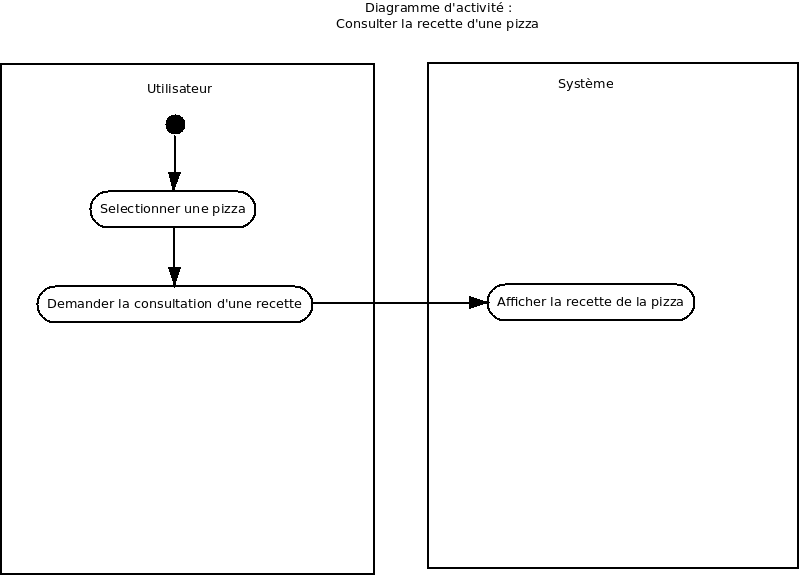 Diagramme d'activité :
Consulter la recette d'une pizza
Utilisateur
Système
Selectionner une pizza
Demander la consultation d'une recette
Afficher la recette de la pizza